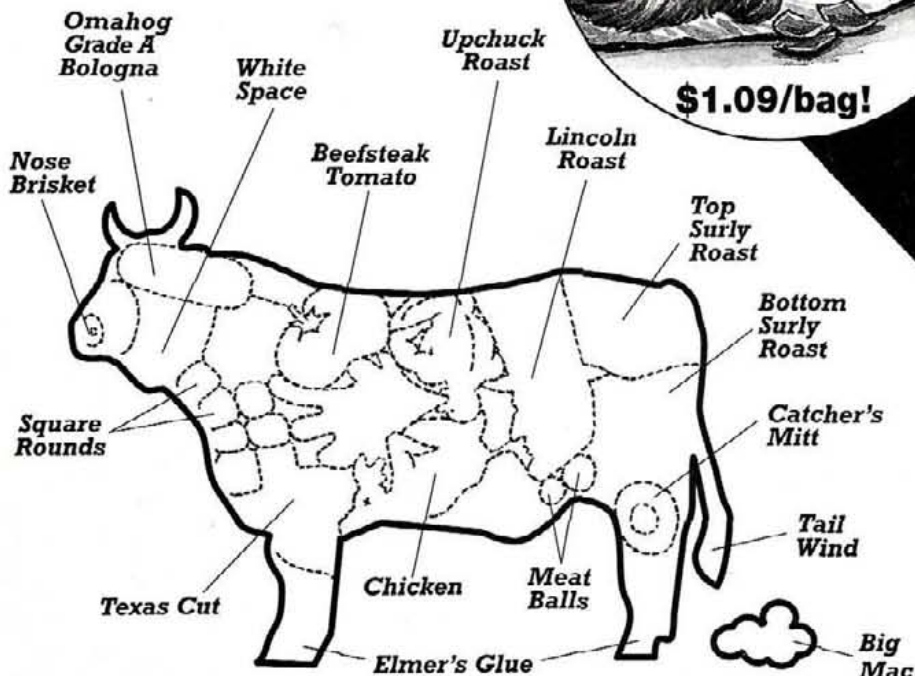 Omahog
Grade A
Bologna
White
Space
Upchuck
Roast
$1.09/bag!
Nose
Brisket
Beefsteak
Tomato
Lincoln
Roast
Top
Surly
Roast
Bottom
Surly
Roast
Square
Rounds
Catcher's
Mitt
Texas Cut
Chicken
Meat
Balls
Tail
Wind
Elmer's Glue
Big
Mac